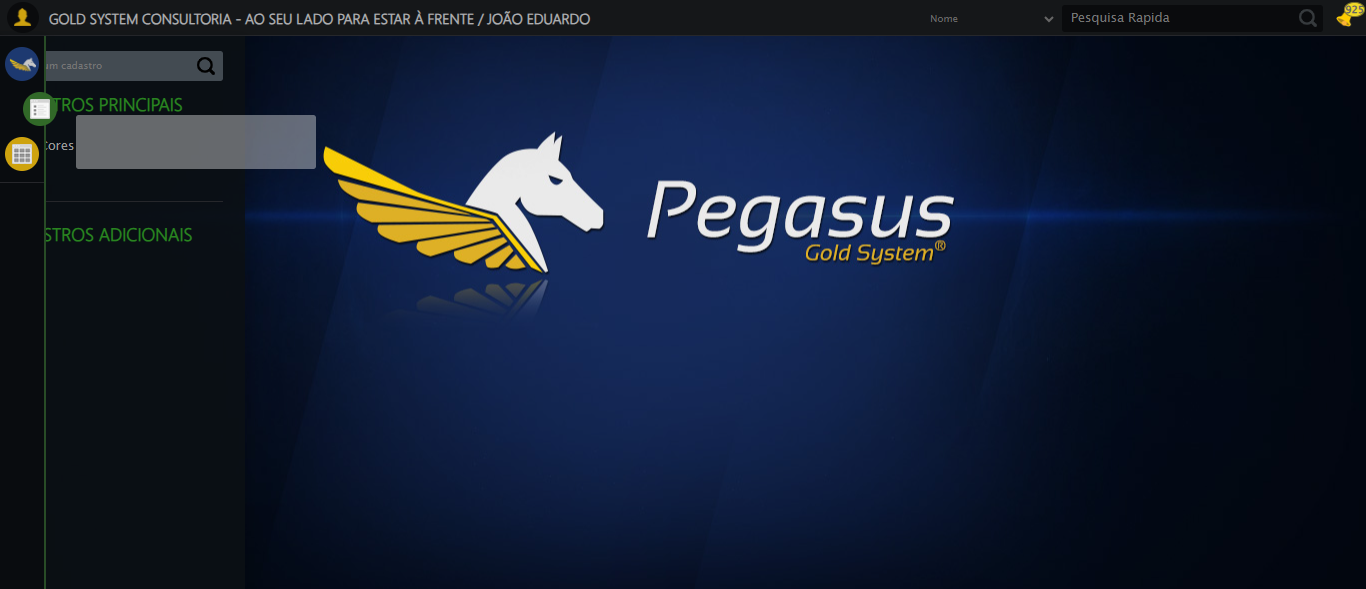 GOLD SYSTEM CONSULTORIA - AO SEU LADO PARA ESTAR À FRENTE / JOÃO EDUARDO
Nome
Pesquisa Rapida
925
um cadastro
TROS PRINCIPAIS
Cores
STROS ADICIONAIS
Pegasus
Gold System®